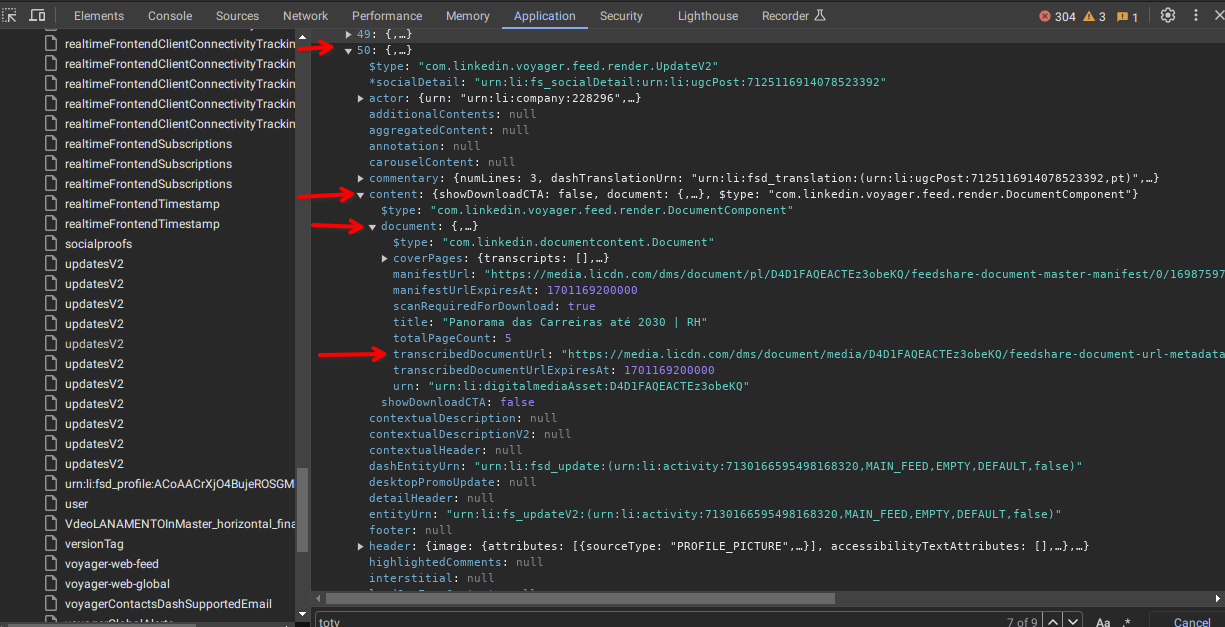 Elements Console Sources Network Performance Memory Application Security Lighthouse Recorder 304 3 1
realtimeFrontendClientConnectivityTrackin
realtimeFrontendClientConnectivityTrackin
realtimeFrontendClientConnectivityTrackin
realtimeFrontendClientConnectivityTrackin
realtimeFrontendClientConnectivityTrackin
realtimeFrontendSubscriptions
realtimeFrontendSubscriptions
realtimeFrontendSubscriptions
realtimeFrontendTimestamp
realtimeFrontendTimestamp
socialproofs
updatesV2
updatesV2
updatesV2
updatesV2
updatesV2
updatesV2
updatesV2
updatesV2
updatesV2
updatesV2
updatesV2
urn:li:fsd_profile:ACoAACrXjO4BujeROSGM
user
VdeoLANAMENTOInMaster_horizontal_fina
versionTag
voyager-web-feed
voyager-web-global
voyagerContactsDashSupportedEmail
49: {,…}
50: {,…}
$type: "com.linkedin.voyager.feed.render.UpdateV2"
*socialDetail: "urn:li:fs_socialDetail:urn:li:ugcPost:7125116914078523392"
actor: {urn: "urn:li:company:228296",…}
additionalContents: null
aggregatedContent: null
annotation: null
carouselContent: null
commentary: {numLines: 3, dashTranslationUrn: "urn:li:fsd_translation:(urn:li:ugcPost:7125116914078523392,pt)",…}
content: {showDownloadCTA: false, document: {,…}, $type: "com.linkedin.voyager.feed.render.DocumentComponent"}
$type: "com.linkedin.voyager.feed.render.DocumentComponent"
document: {,…}
$type: "com.linkedin.documentcontent.Document"
coverPages: {transcripts: [],…}
manifestUrl: "https://media.licdn.com/dms/document/pl/D4D1FAQEACTEz3obeKQ/feedshare-document-master-manifest/0/16987597
manifestUrlExpiresAt: 1701169200000
scanRequiredForDownload: true
title: "Panorama das Carreiras até 2030 | RH"
totalPageCount: 5
transcribedDocumentUrl: "https://media.licdn.com/dms/document/media/D4D1FAQEACTEz3obeKQ/feedshare-document-url-metadata
transcribedDocumentUrlExpiresAt: 1701169200000
urn: "urn:li:digitalmediaAsset:D4D1FAQEACTEz3obeKQ"
showDownloadCTA: false
contextualDescription: null
contextualDescriptionV2: null
contextualHeader: null
dashEntityUrn: "urn:li:fsd_update:(urn:li:activity:7130166595498168320,MAIN_FEED,EMPTY,DEFAULT,false)"
desktopPromoUpdate: null
detailHeader: null
entityUrn: "urn:li:fs_updateV2:(urn:li:activity:7130166595498168320,MAIN_FEED,EMPTY,DEFAULT,false)"
footer: null
header: {image: {attributes: [{sourceType: "PROFILE_PICTURE",…}], accessibilityTextAttributes: [],…},…}
highlightedComments: null
interstitial: null
toty 7 of 9 Aa .* Cancel